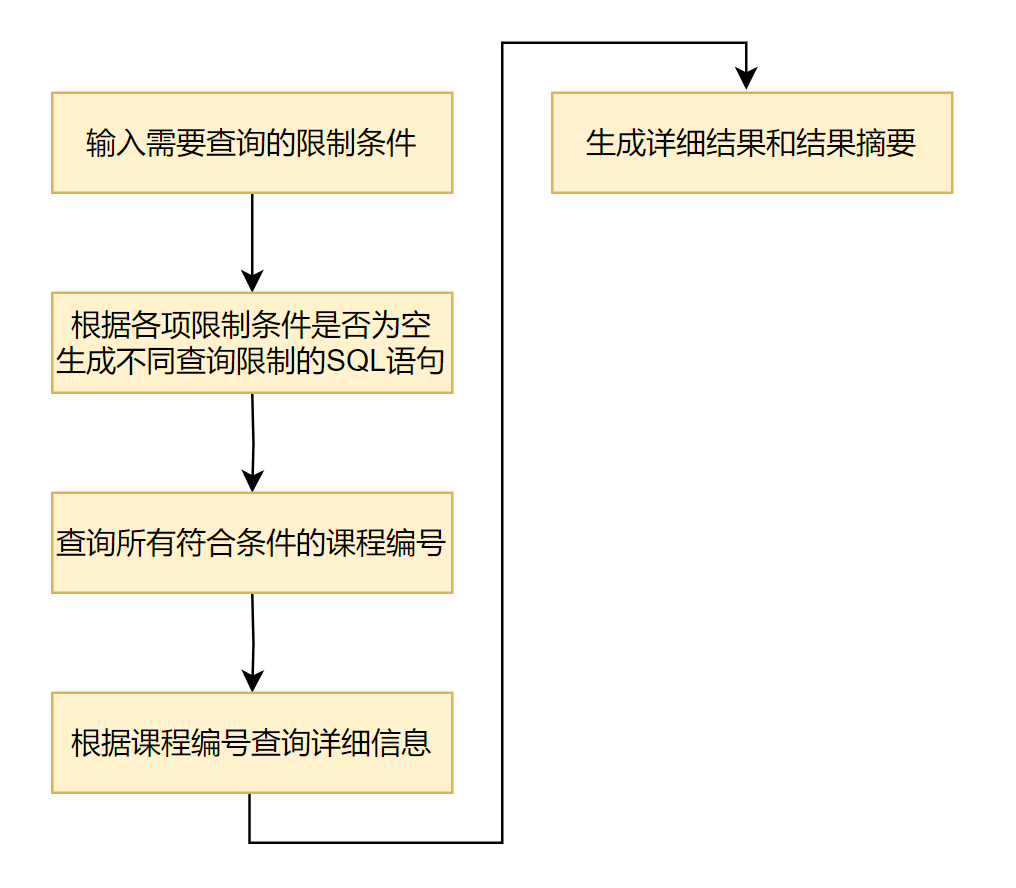 输入需要查询的限制条件
根据各项限制条件是否为空
生成不同查询限制的SQL语句
查询所有符合条件的课程编号
根据课程编号查询详细信息
生成详细结果和结果摘要